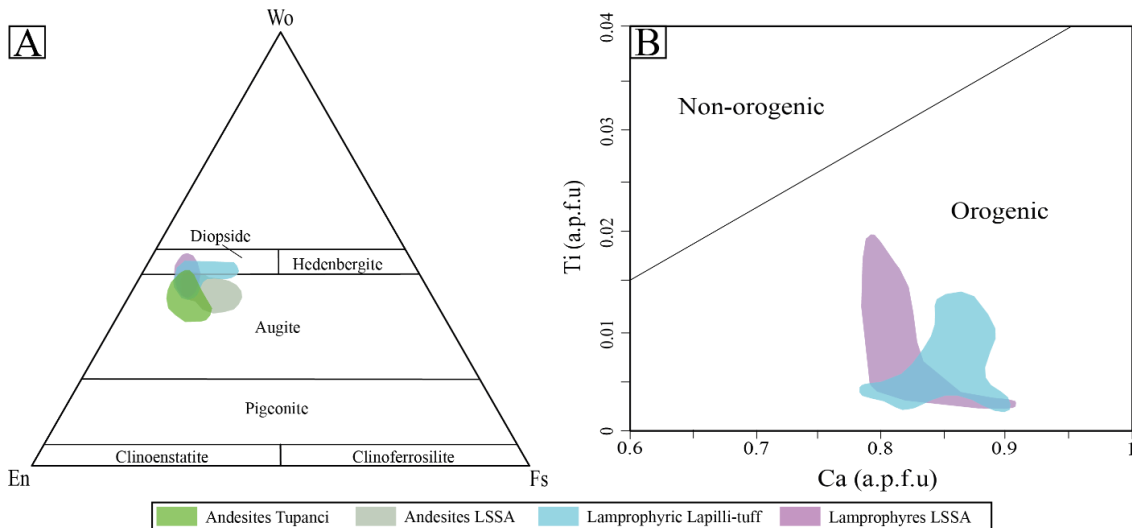 A
Wo
Diopside
Hedenbergite
Augite
Pigeonite
Clinoenstatite
Clinoferrosilite
En
Fs
B
0.04
0.03
0.02
0.01
0
Ti (a.p.f.u)
Non-orogenic
Orogenic
0.6
0.7
0.8
0.9
1
Ca (a.p.f.u)
Andesites Tupanci
Andesites LSSA
Lamprophyric Lapilli-tuff
Lamprophyres LSSA